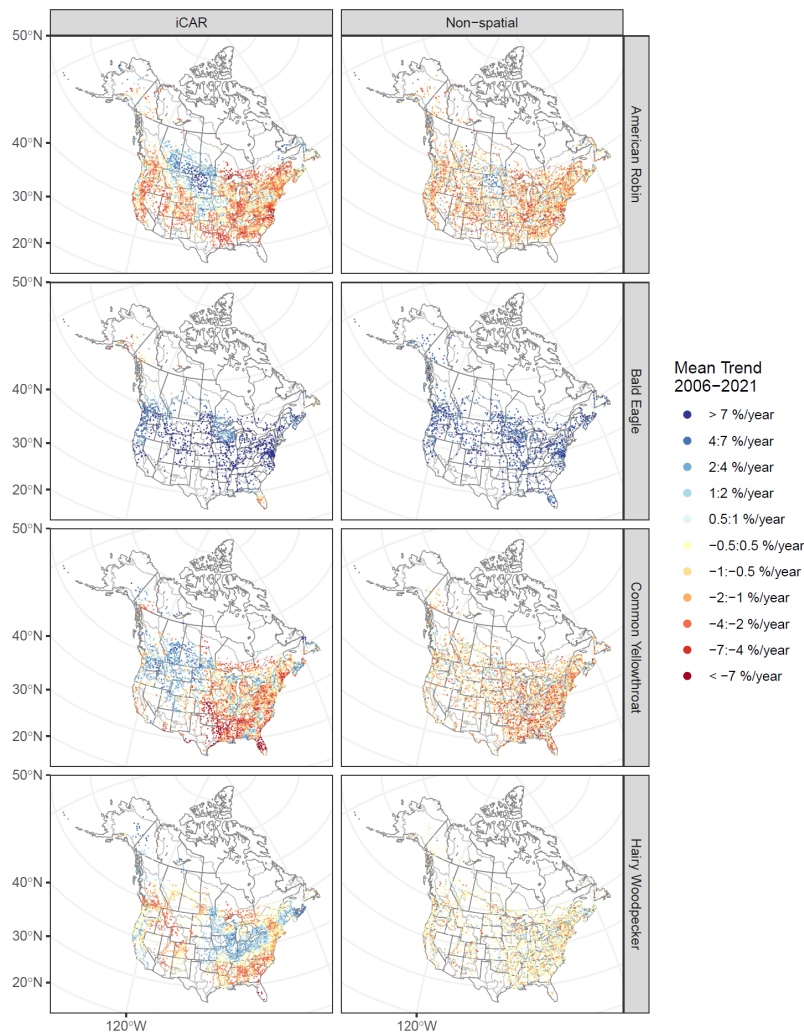 iCAR
Non−spatial
50°N
40°N
30°N
20°N
American Robin
50°N
40°N
30°N
20°N
Bald Eagle
50°N
40°N
30°N
20°N
Common Yellowthroat
50°N
40°N
30°N
20°N
Hairy Woodpecker
120°W
120°W
Mean Trend
2006−2021
> 7 %/year
4:7 %/year
2:4 %/year
1:2 %/year
0.5:1 %/year
−0.5:0.5 %/year
−1:−0.5 %/year
−2:−1 %/year
−4:−2 %/year
−7:−4 %/year
< −7 %/year